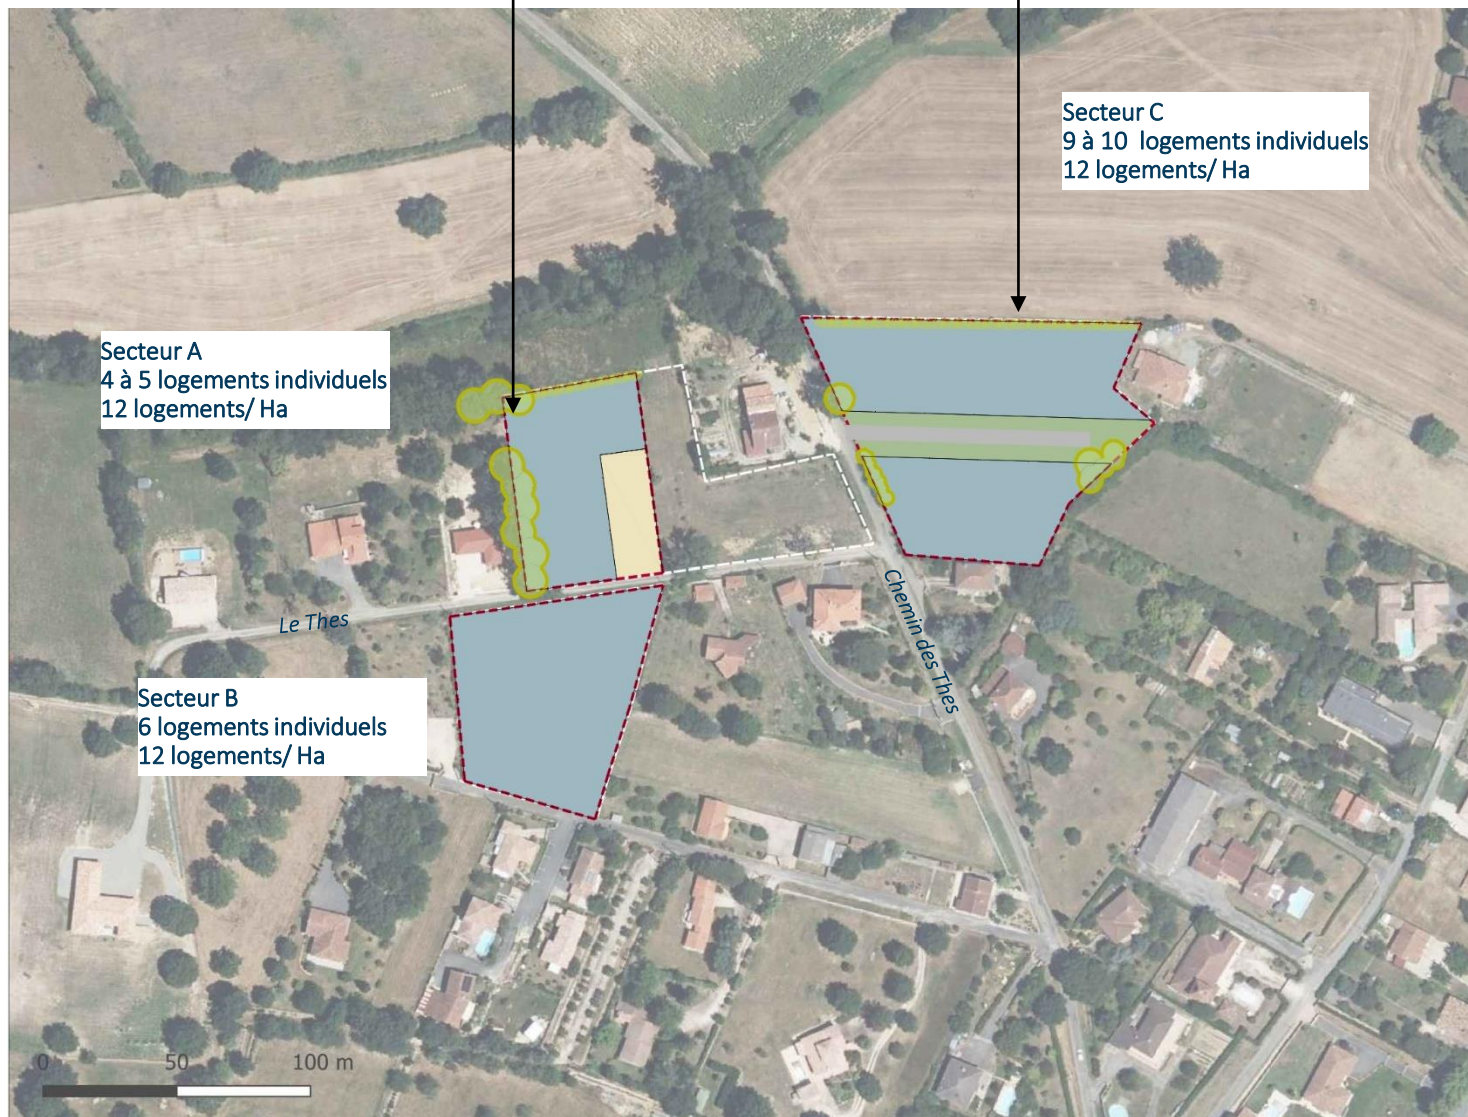 Secteur C
9 à 10 logements individuels
12 logements/ Ha
Secteur A
4 à 5 logements individuels
12 logements/ Ha
Le Thes
Chemin des Thes
Secteur B
6 logements individuels
12 logements/ Ha
0 50 100 m